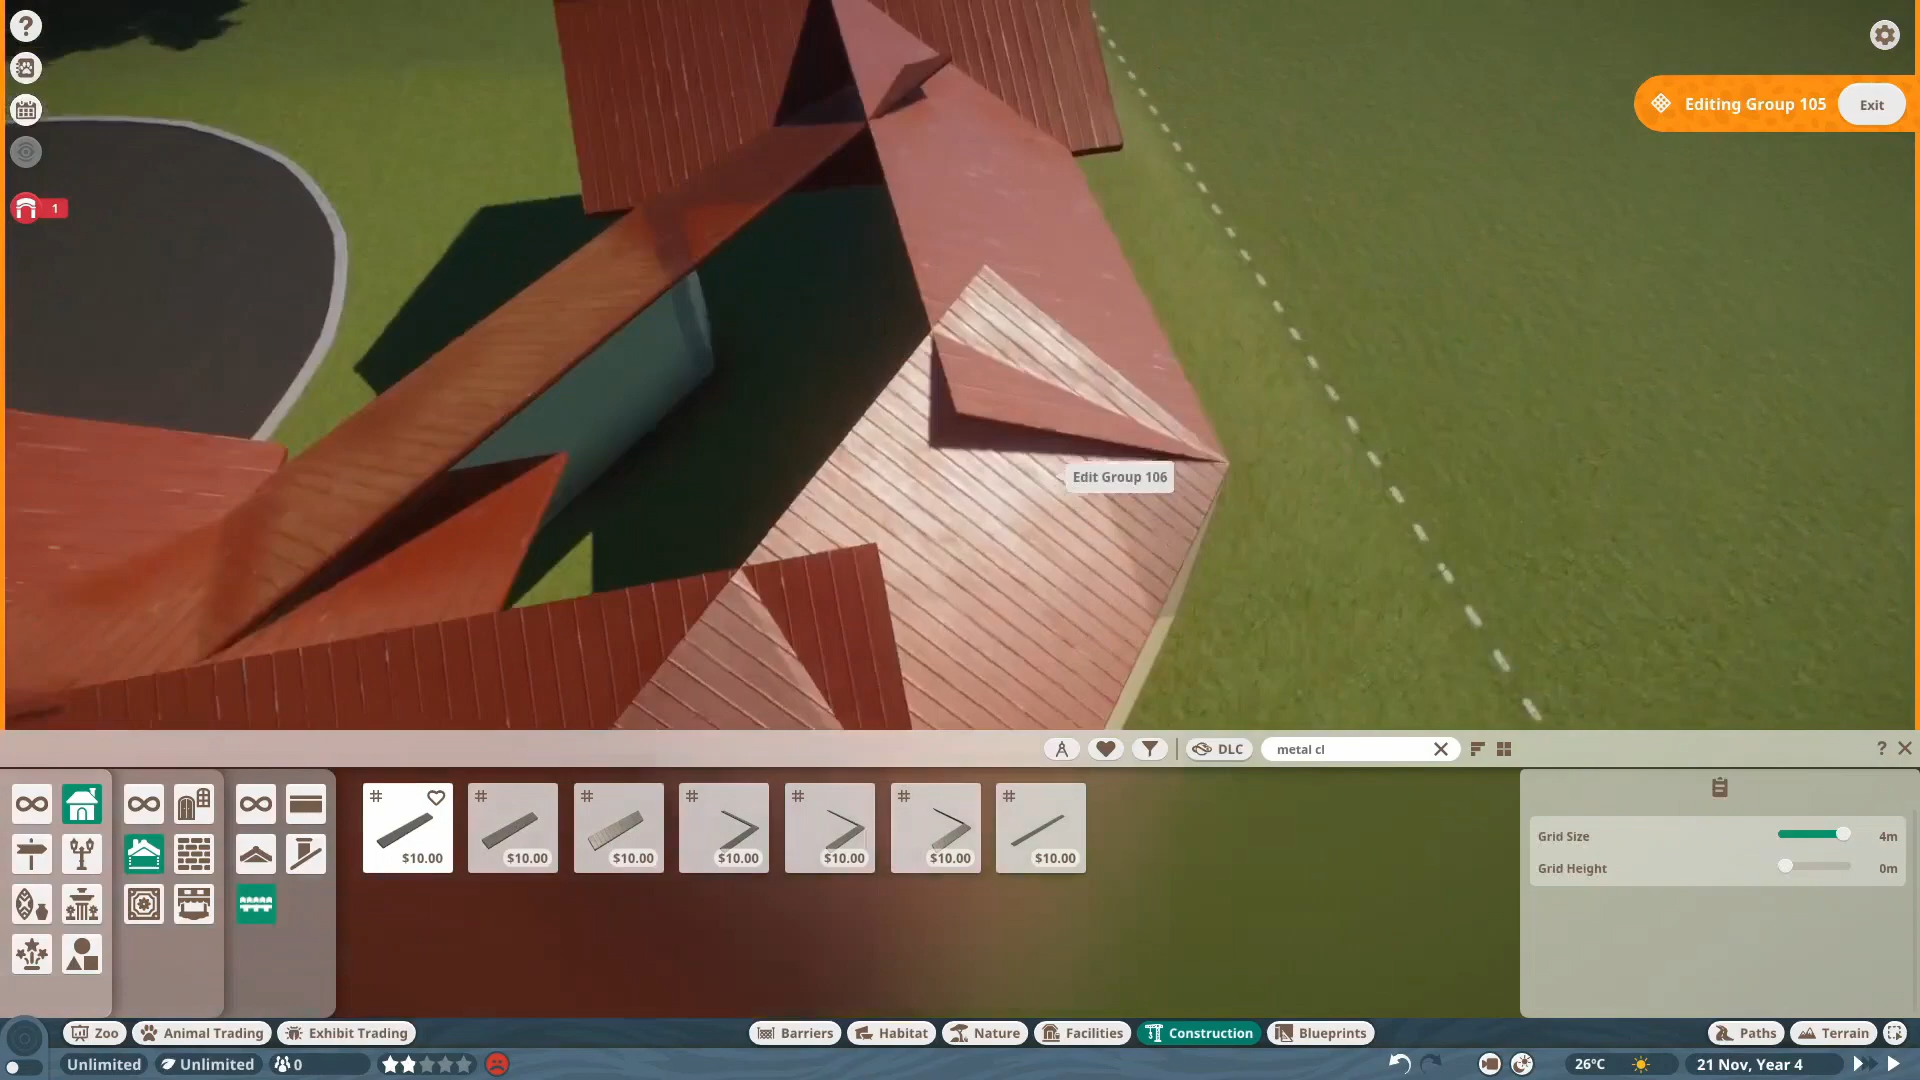 ?
Editing Group 105 Exit
1
Edit Group 106
DLC metal cl ?
# $10.00
# $10.00
# $10.00
# $10.00
# $10.00
# $10.00
# $10.00
Grid Size 4m
Grid Height 0m
Zoo Animal Trading Exhibit Trading Barriers Habitat Nature Facilities Construction Blueprints Paths Terrain
Unlimited Unlimited 0 26°C 21 Nov, Year 4